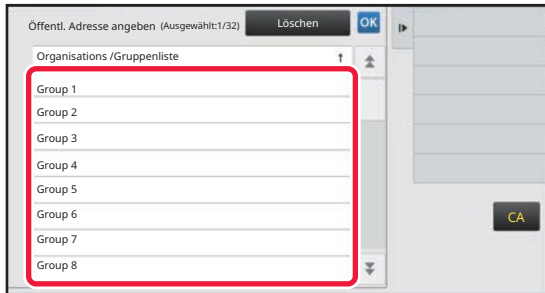 Öffentl. Adresse angeben (Ausgewählt:1/32) Löschen OK
Organisations /Gruppenliste ↑
Group 1
Group 2
Group 3
Group 4
Group 5
Group 6
Group 7
Group 8
CA